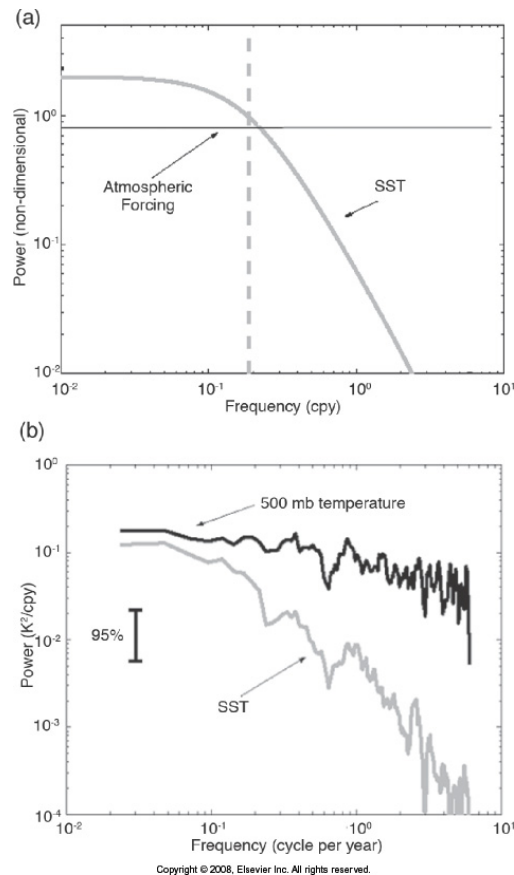 (a)
Power (non-dimensional)
10⁰
10⁻¹
10⁻²
Atmospheric
Forcing
SST
10⁻² 10⁻¹ 10⁰ 10¹
Frequency (cpy)
(b)
Power (K²/cpy)
10⁰
10⁻¹
10⁻²
10⁻³
10⁻⁴
500 mb temperature
95%
SST
10⁻² 10⁻¹ 10⁰ 10¹
Frequency (cycle per year)
Copyright © 2008, Elsevier Inc. All rights reserved.